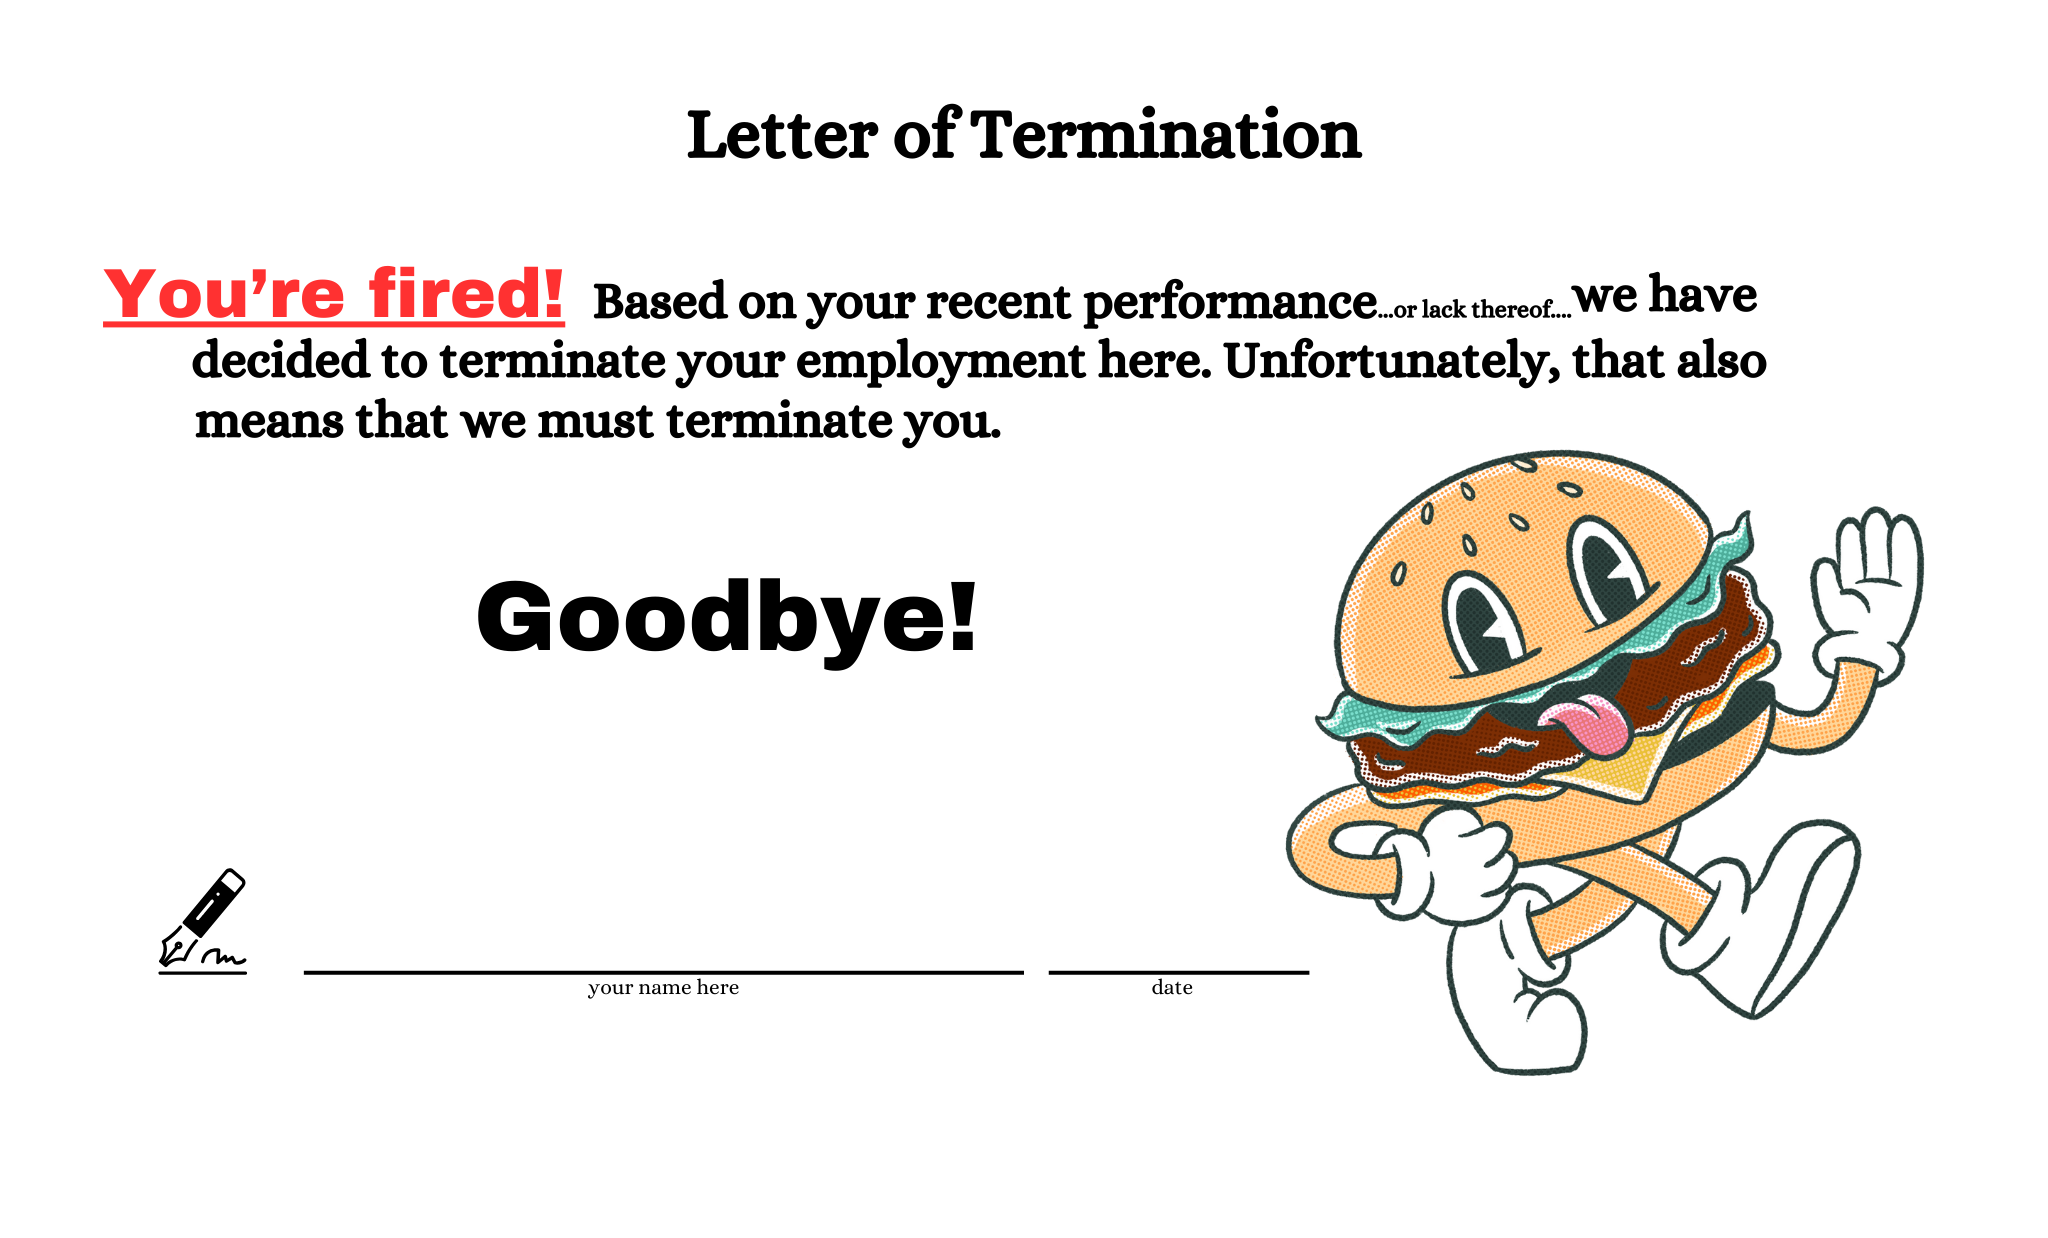 Letter of Termination
You’re fired! Based on your recent performance...or lack thereof....we have
decided to terminate your employment here. Unfortunately, that also
means that we must terminate you.
Goodbye!
your name here date